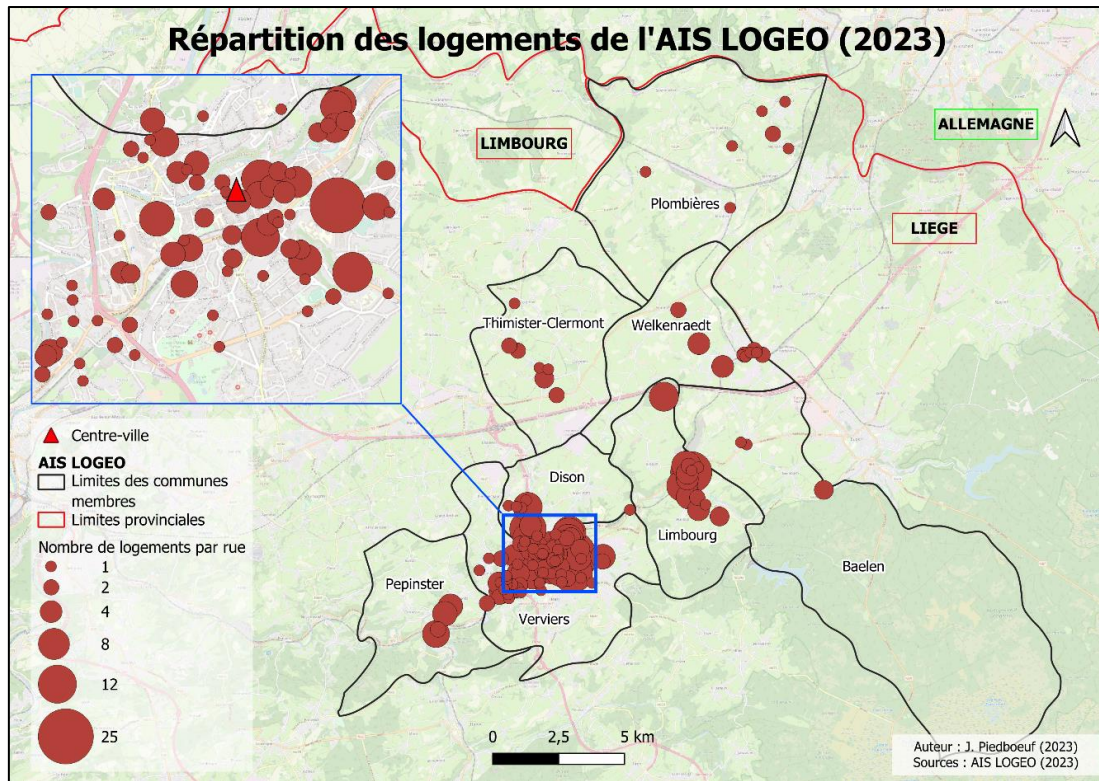 Répartition des logements de l'AIS LOGEO (2023)
LIMBOURG
ALLEMAGNE
LIEGE
Plombières
Thimister-Clermont
Welkenraedt
Dison
Limbourg
Baelen
Pepinster
Verviers
Centre-ville
AIS LOGEO
Limites des communes
membres
Limites provinciales
Nombre de logements par rue
1
2
4
8
12
25
0 2,5 5 km
Auteur : J. Piedboeuf (2023)
Sources : AIS LOGEO (2023)